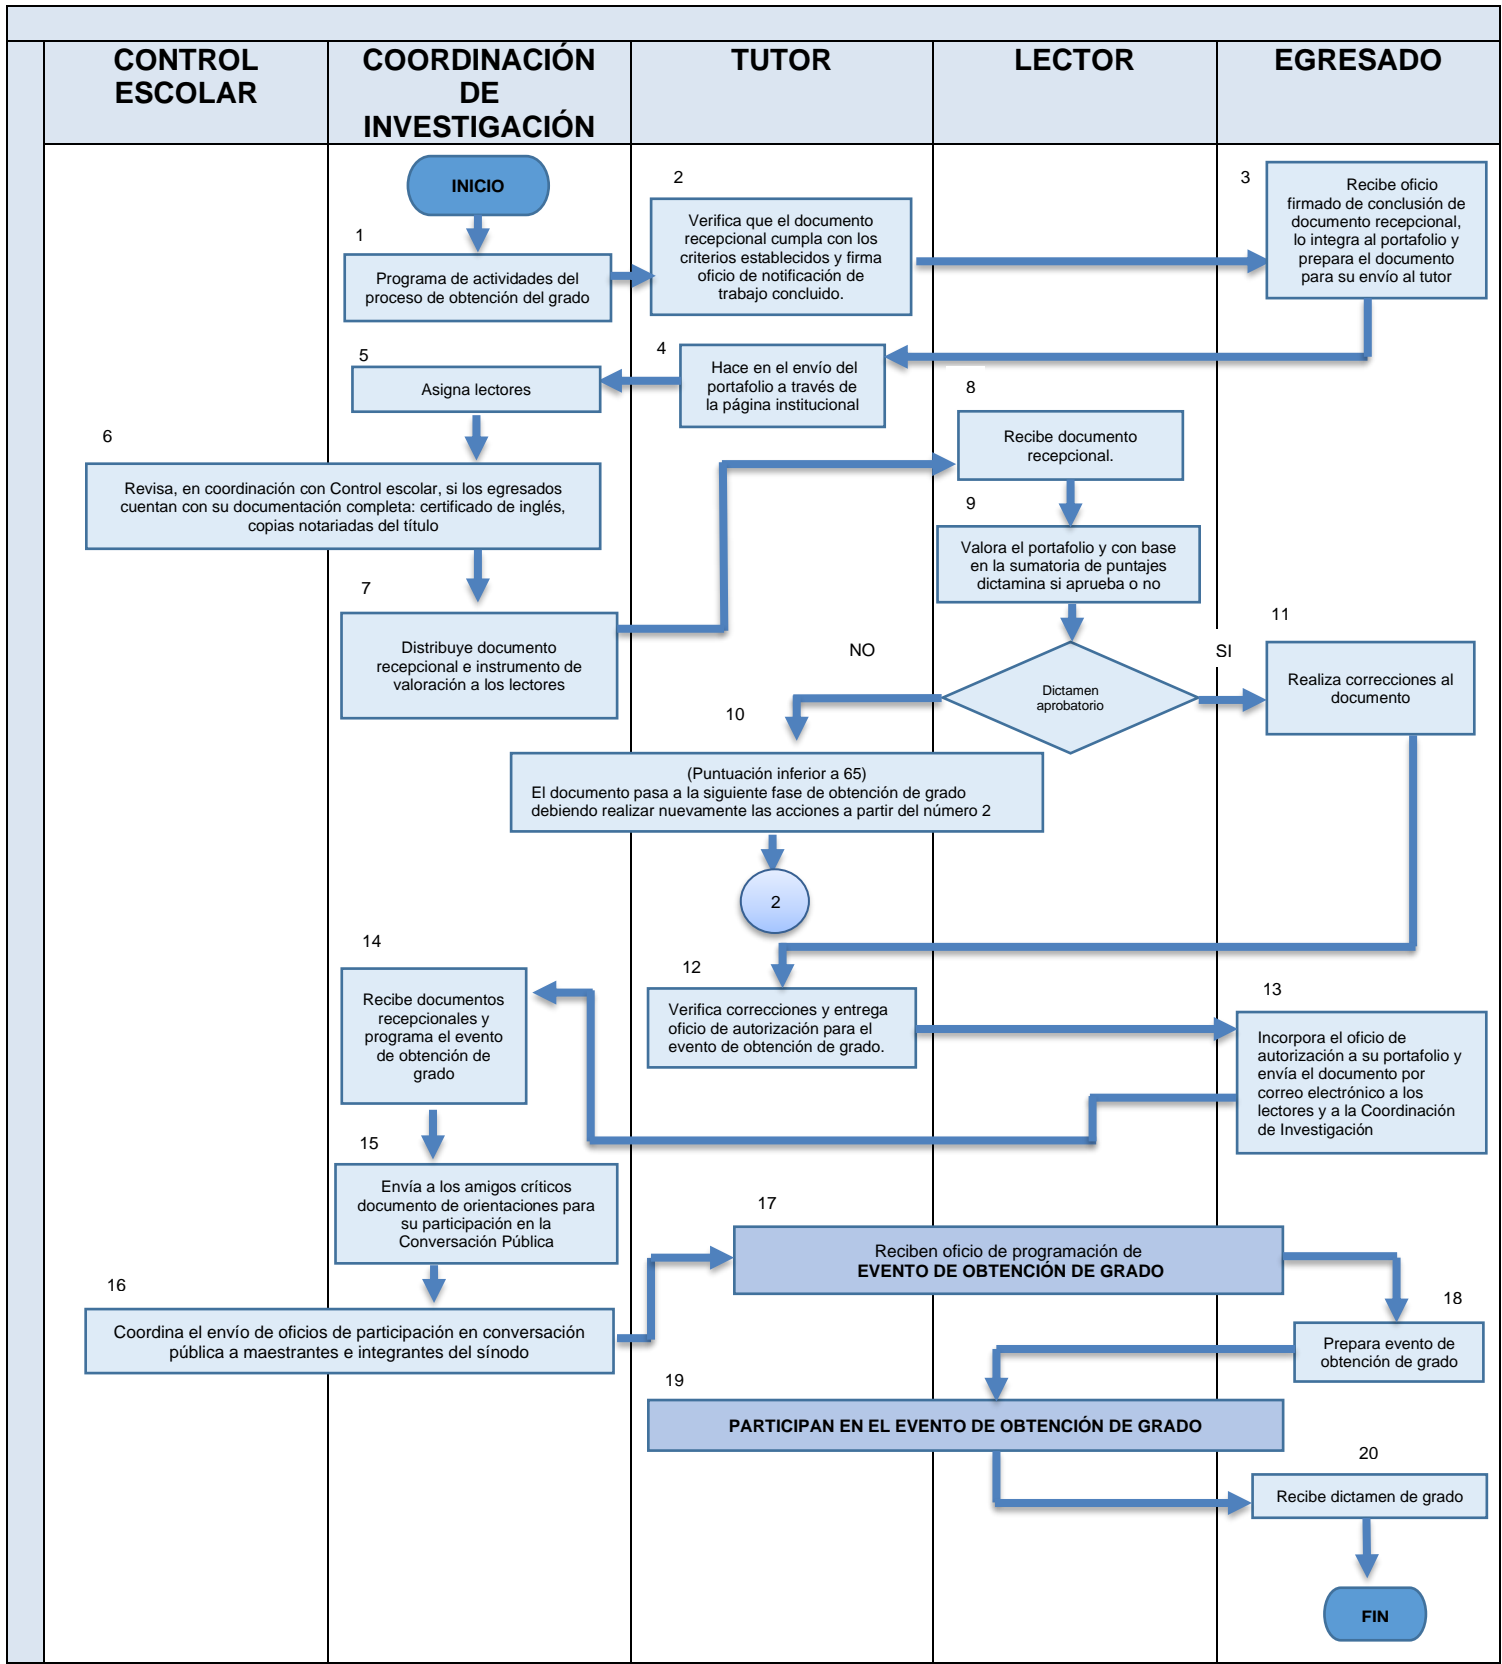 CONTROL
ESCOLAR
COORDINACIÓN
DE
INVESTIGACIÓN
TUTOR
LECTOR
EGRESADO
INICIO
1
Programa de actividades del
proceso de obtención del grado
2
Verifica que el documento
recepcional cumpla con los
criterios establecidos y firma
oficio de notificación de
trabajo concluido.
3
Recibe oficio
firmado de conclusión de
documento recepcional,
lo integra al portafolio y
prepara el documento
para su envío al tutor
4
Hace en el envío del
portafolio a través de
la página institucional
5
Asigna lectores
6
Revisa, en coordinación con Control escolar, si los egresados
cuentan con su documentación completa: certificado de inglés,
copias notariadas del título
7
Distribuye documento
recepcional e instrumento de
valoración a los lectores
8
Recibe documento
recepcional.
9
Valora el portafolio y con base
en la sumatoria de puntajes
dictamina si aprueba o no
NO
SI
Dictamen
aprobatorio
10
(Puntuación inferior a 65)
El documento pasa a la siguiente fase de obtención de grado
debiendo realizar nuevamente las acciones a partir del número 2
2
11
Realiza correcciones al
documento
12
Verifica correcciones y entrega
oficio de autorización para el
evento de obtención de grado.
13
Incorpora el oficio de
autorización a su portafolio y
envía el documento por
correo electrónico a los
lectores y a la Coordinación
de Investigación
14
Recibe documentos
recepcionales y
programa el evento
de obtención de
grado
15
Envía a los amigos críticos
documento de orientaciones para
su participación en la
Conversación Pública
16
Coordina el envío de oficios de participación en conversación
pública a maestrantes e integrantes del sínodo
17
Reciben oficio de programación de
EVENTO DE OBTENCIÓN DE GRADO
18
Prepara evento de
obtención de grado
19
PARTICIPAN EN EL EVENTO DE OBTENCIÓN DE GRADO
20
Recibe dictamen de grado
FIN